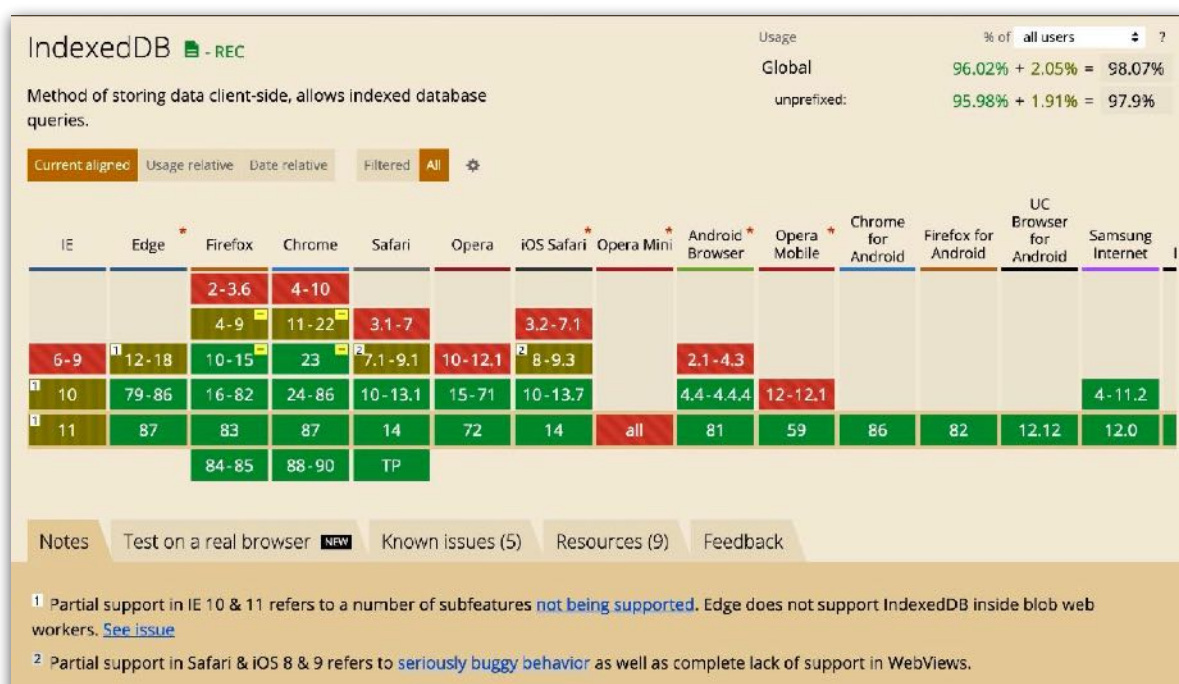 IndexedDB - REC
Usage % of all users ?
Global 96.02% + 2.05% = 98.07%
unprefixed: 95.98% + 1.91% = 97.9%
Method of storing data client-side, allows indexed database
queries.
Current aligned Usage relative Date relative Filtered All
IE Edge * Firefox Chrome Safari Opera iOS Safari * Opera Mini * Android Browser * Opera Mobile * Chrome for Android Firefox for Android UC Browser for Android Samsung Internet
2-3.6 4-10
4-9 11-22 3.1-7 3.2-7.1
6-9 1 12-18 10-15 23 2 7.1-9.1 10-12.1 2 8-9.3 2.1-4.3
1 10 79-86 16-82 24-86 10-13.1 15-71 10-13.7 4.4-4.4.4 12-12.1 4-11.2
1 11 87 83 87 14 72 14 all 81 59 86 82 12.12 12.0
84-85 88-90 TP
Notes Test on a real browser NEW Known issues (5) Resources (9) Feedback
1 Partial support in IE 10 & 11 refers to a number of subfeatures not being supported. Edge does not support IndexedDB inside blob web
workers. See issue
2 Partial support in Safari & iOS 8 & 9 refers to seriously buggy behavior as well as complete lack of support in WebViews.